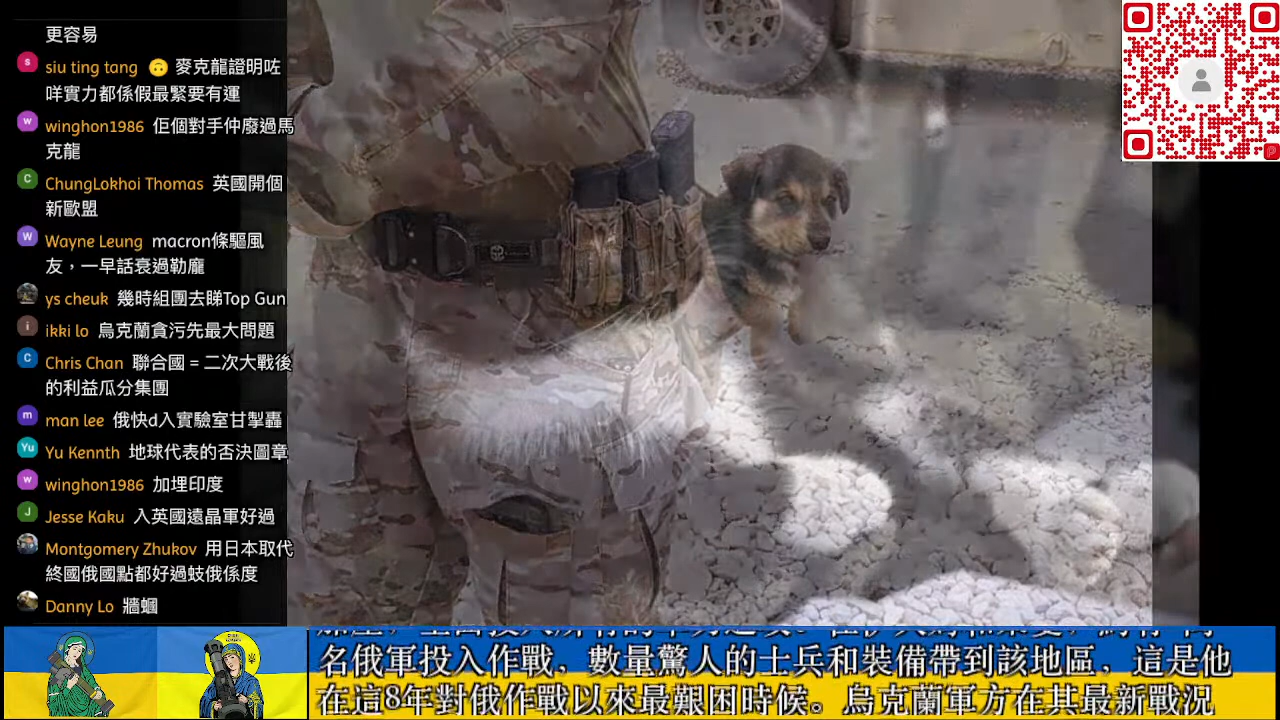 更容易
siu ting tang 🙃 麥克龍證明咗
咩實力都係假最緊要有運
winghon1986 佢個對手仲廢過馬
克龍
ChungLokhoi Thomas 英國開個
新歐盟
Wayne Leung macron條驅風
友，一早話衰過勒龐
ys cheuk 幾時組團去睇Top Gun
ikki lo 烏克蘭貪污先最大問題
Chris Chan 聯合國 = 二次大戰後
的利益瓜分集團
man lee 俄快d入實驗室甘掣轟
Yu Kennth 地球代表的否決圖章
winghon1986 加埋印度
Jesse Kaku 入英國遠晶軍好過
Montgomery Zhukov 用日本取代
終國俄國點都好過蚑俄係度
Danny Lo 牆蟈
名俄軍投入作戰，數量驚人的士兵和裝備帶到該地區，這是他
在這8年對俄作戰以來最艱困時候。烏克蘭軍方在其最新戰況